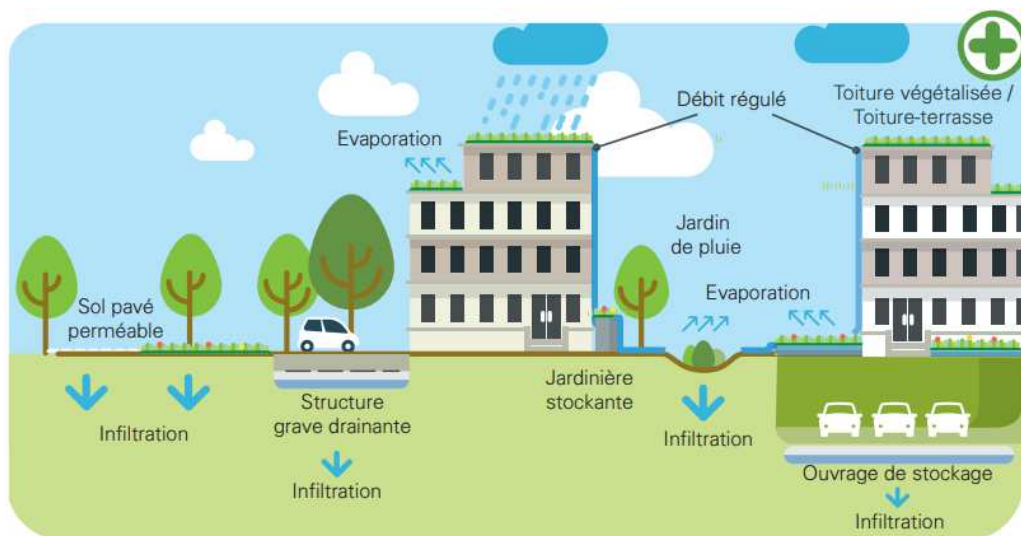 Evaporation
Débit régulé
Toiture végétalisée /
Toiture-terrasse
Sol pavé
perméable
Jardin
de pluie
Evaporation
Infiltration
Structure
grave drainante
Infiltration
Jardinière
stockante
Infiltration
Ouvrage de stockage
Infiltration